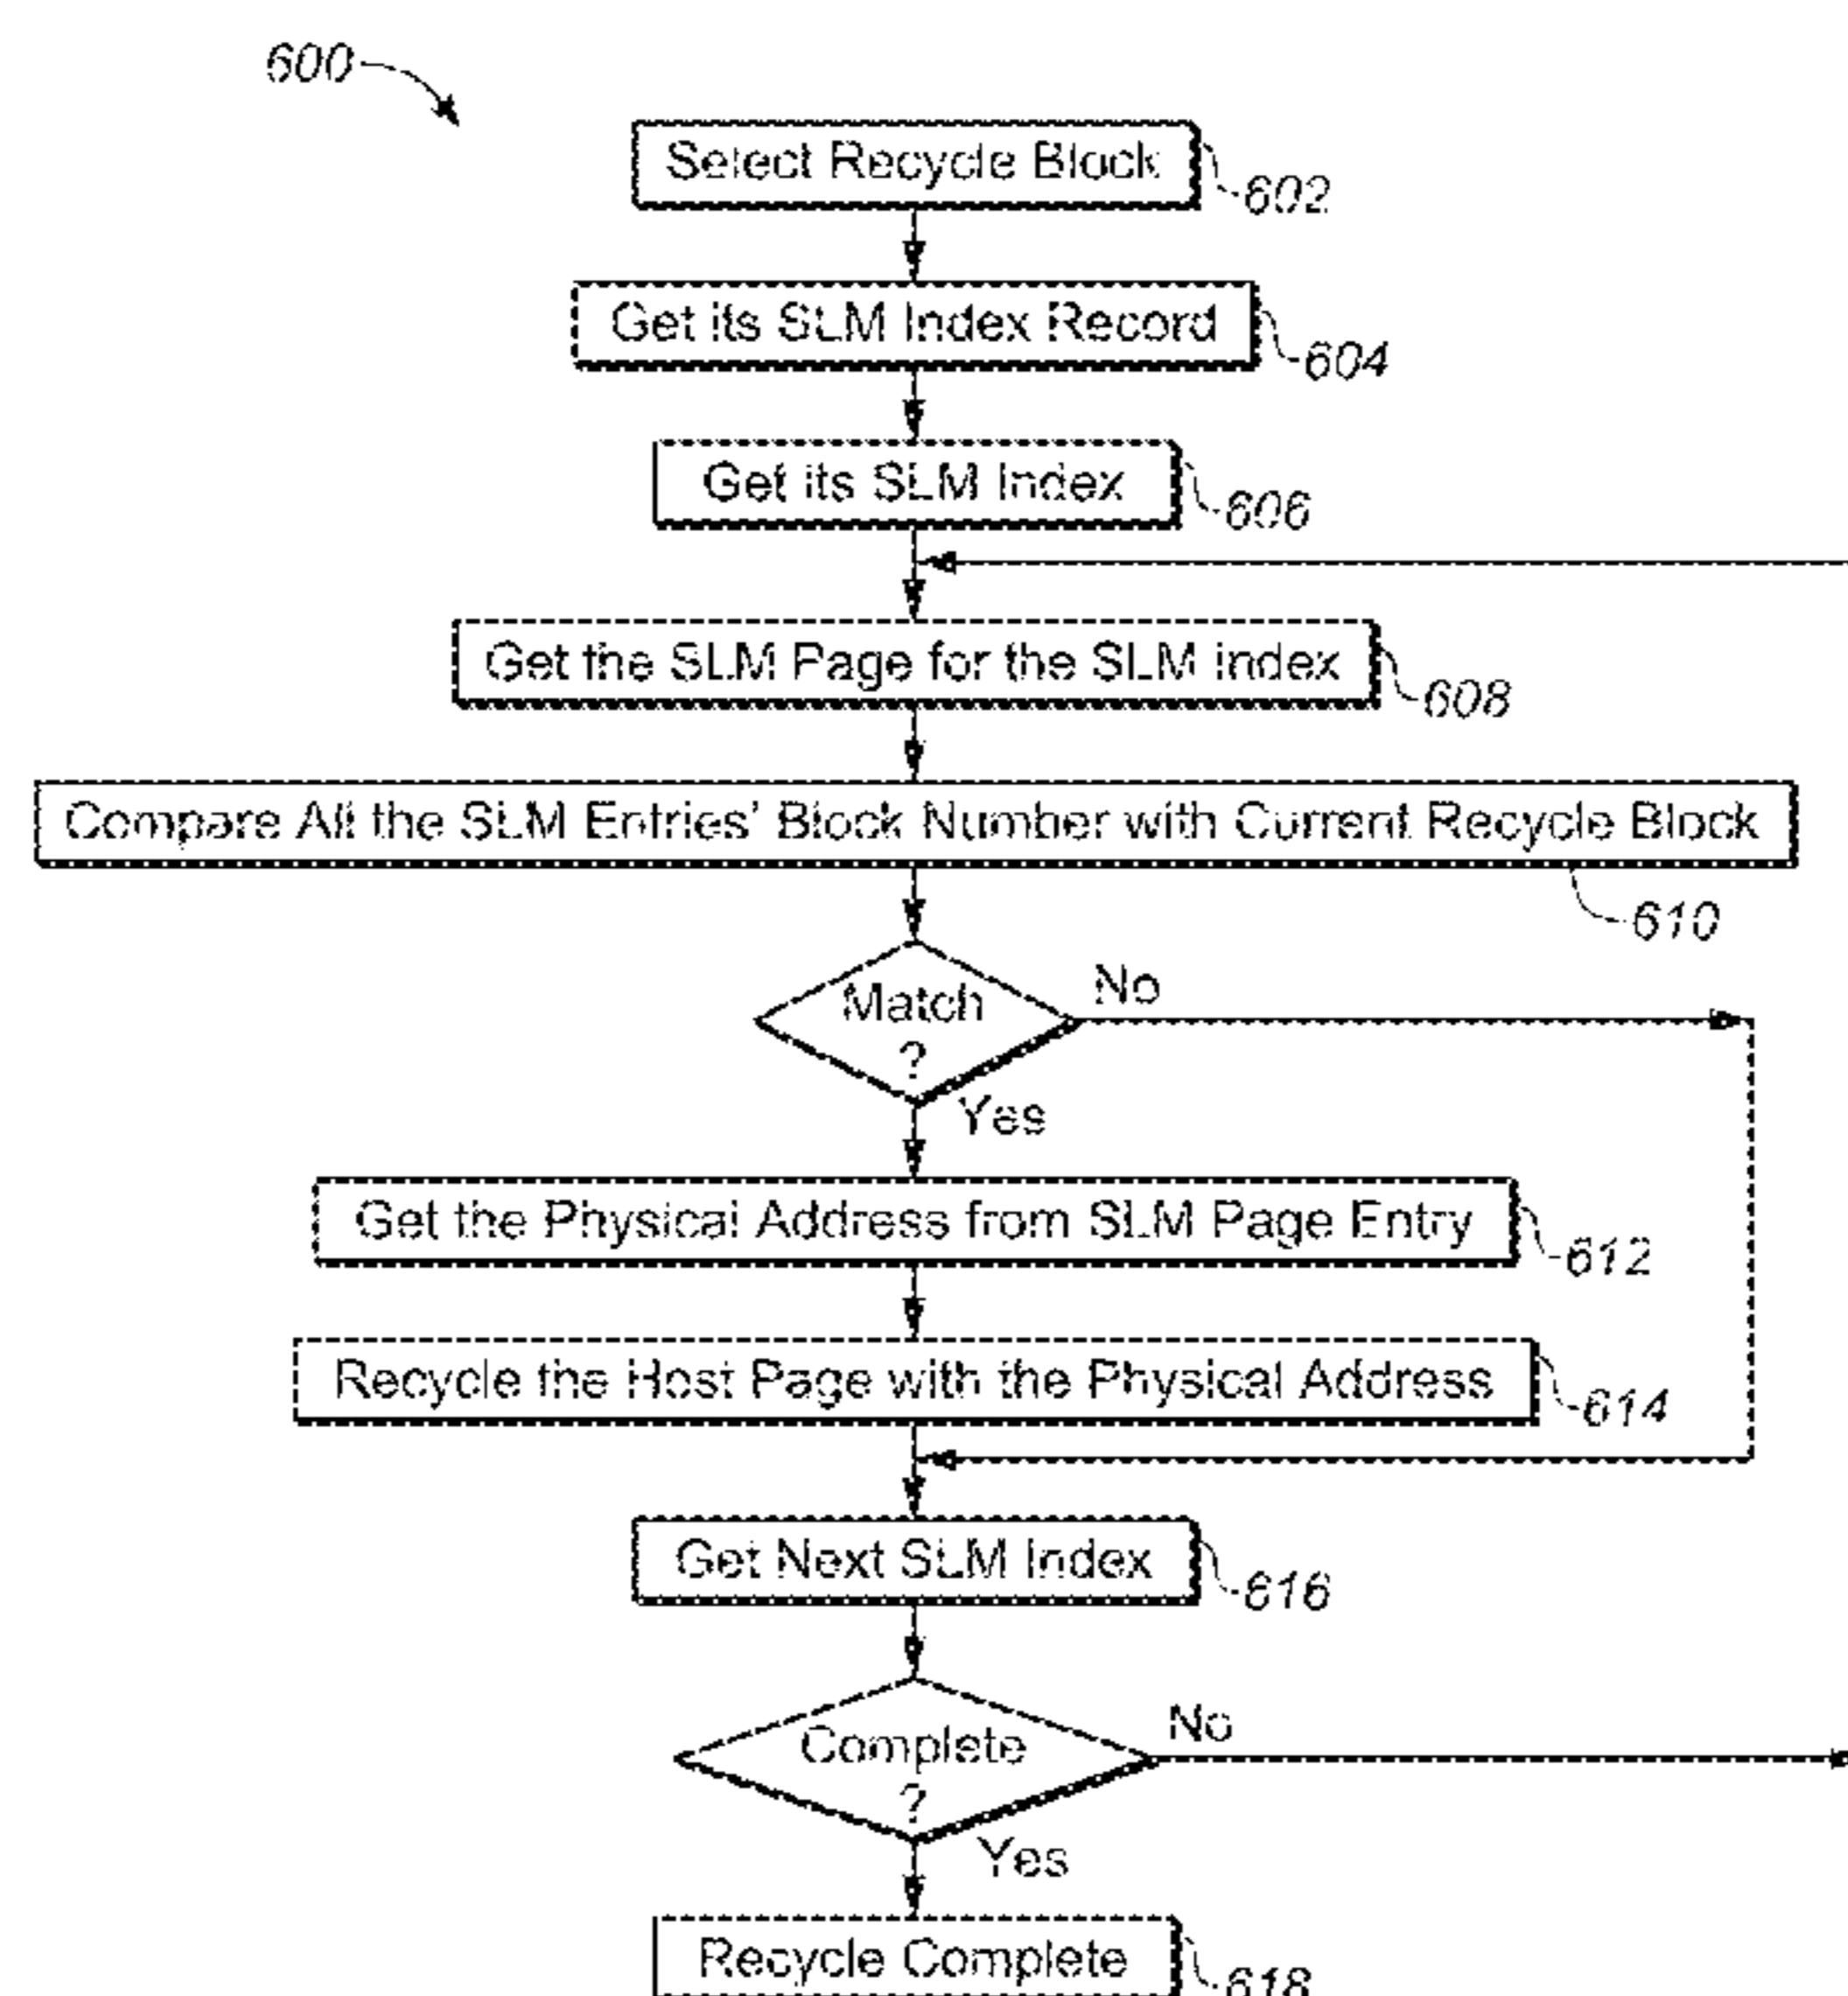 600
Select Recycle Block
602
Get its SLM Index Record
604
Get its SLM Index
606
Get the SLM Page for the SLM index
608
Compare All the SLM Entries' Block Number with Current Recycle Block
610
Match
?
No
Yes
Get the Physical Address from SLM Page Entry
612
Recycle the Host Page with the Physical Address
614
Get Next SLM Index
616
Complete
?
No
Yes
Recycle Complete
618